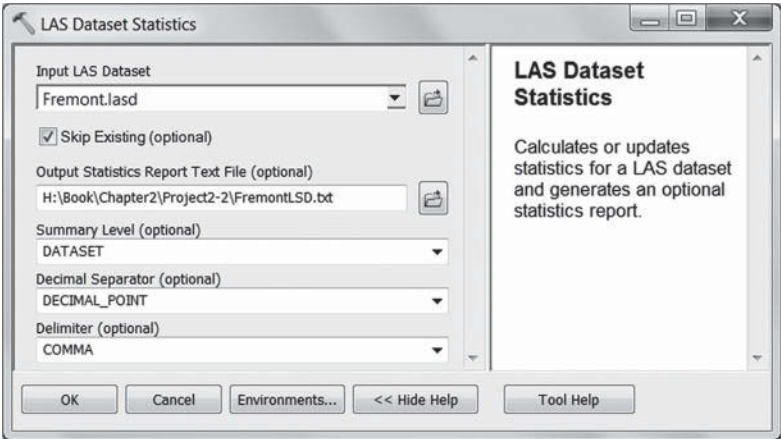 LAS Dataset Statistics
Input LAS Dataset
Fremont.lasd
Skip Existing (optional)
Output Statistics Report Text File (optional)
H:\Book\Chapter2\Project2-2\FremontLSD.txt
Summary Level (optional)
DATASET
Decimal Separator (optional)
DECIMAL_POINT
Delimiter (optional)
COMMA
OK
Cancel
Environments...
<< Hide Help
LAS Dataset
Statistics
Calculates or updates
statistics for a LAS dataset
and generates an optional
statistics report.
Tool Help